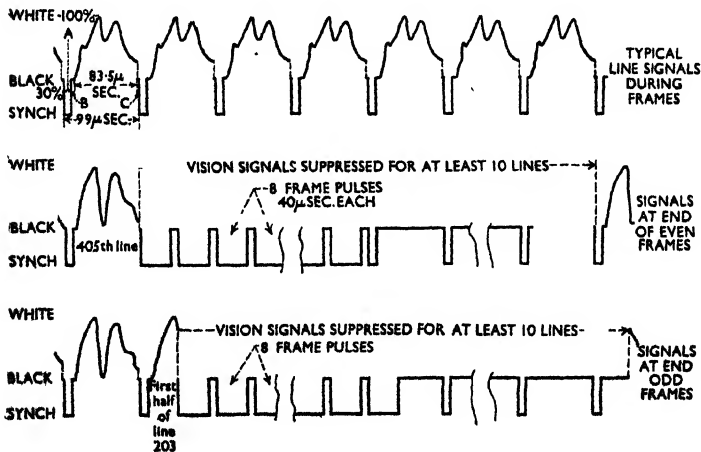 WHITE -100%
A
BLACK
30%
83·5μ
SEC.
B
C
SYNCH
99μSEC.
TYPICAL
LINE SIGNALS
DURING
FRAMES
WHITE
VISION SIGNALS SUPPRESSED FOR AT LEAST 10 LINES
8 FRAME PULSES
40μSEC. EACH
BLACK
405th line
SYNCH
SIGNALS
AT END
OF EVEN
FRAMES
WHITE
VISION SIGNALS SUPPRESSED FOR AT LEAST 10 LINES
8 FRAME PULSES
BLACK
First
half
of
line
203
SYNCH
SIGNALS
AT END
ODD
FRAMES